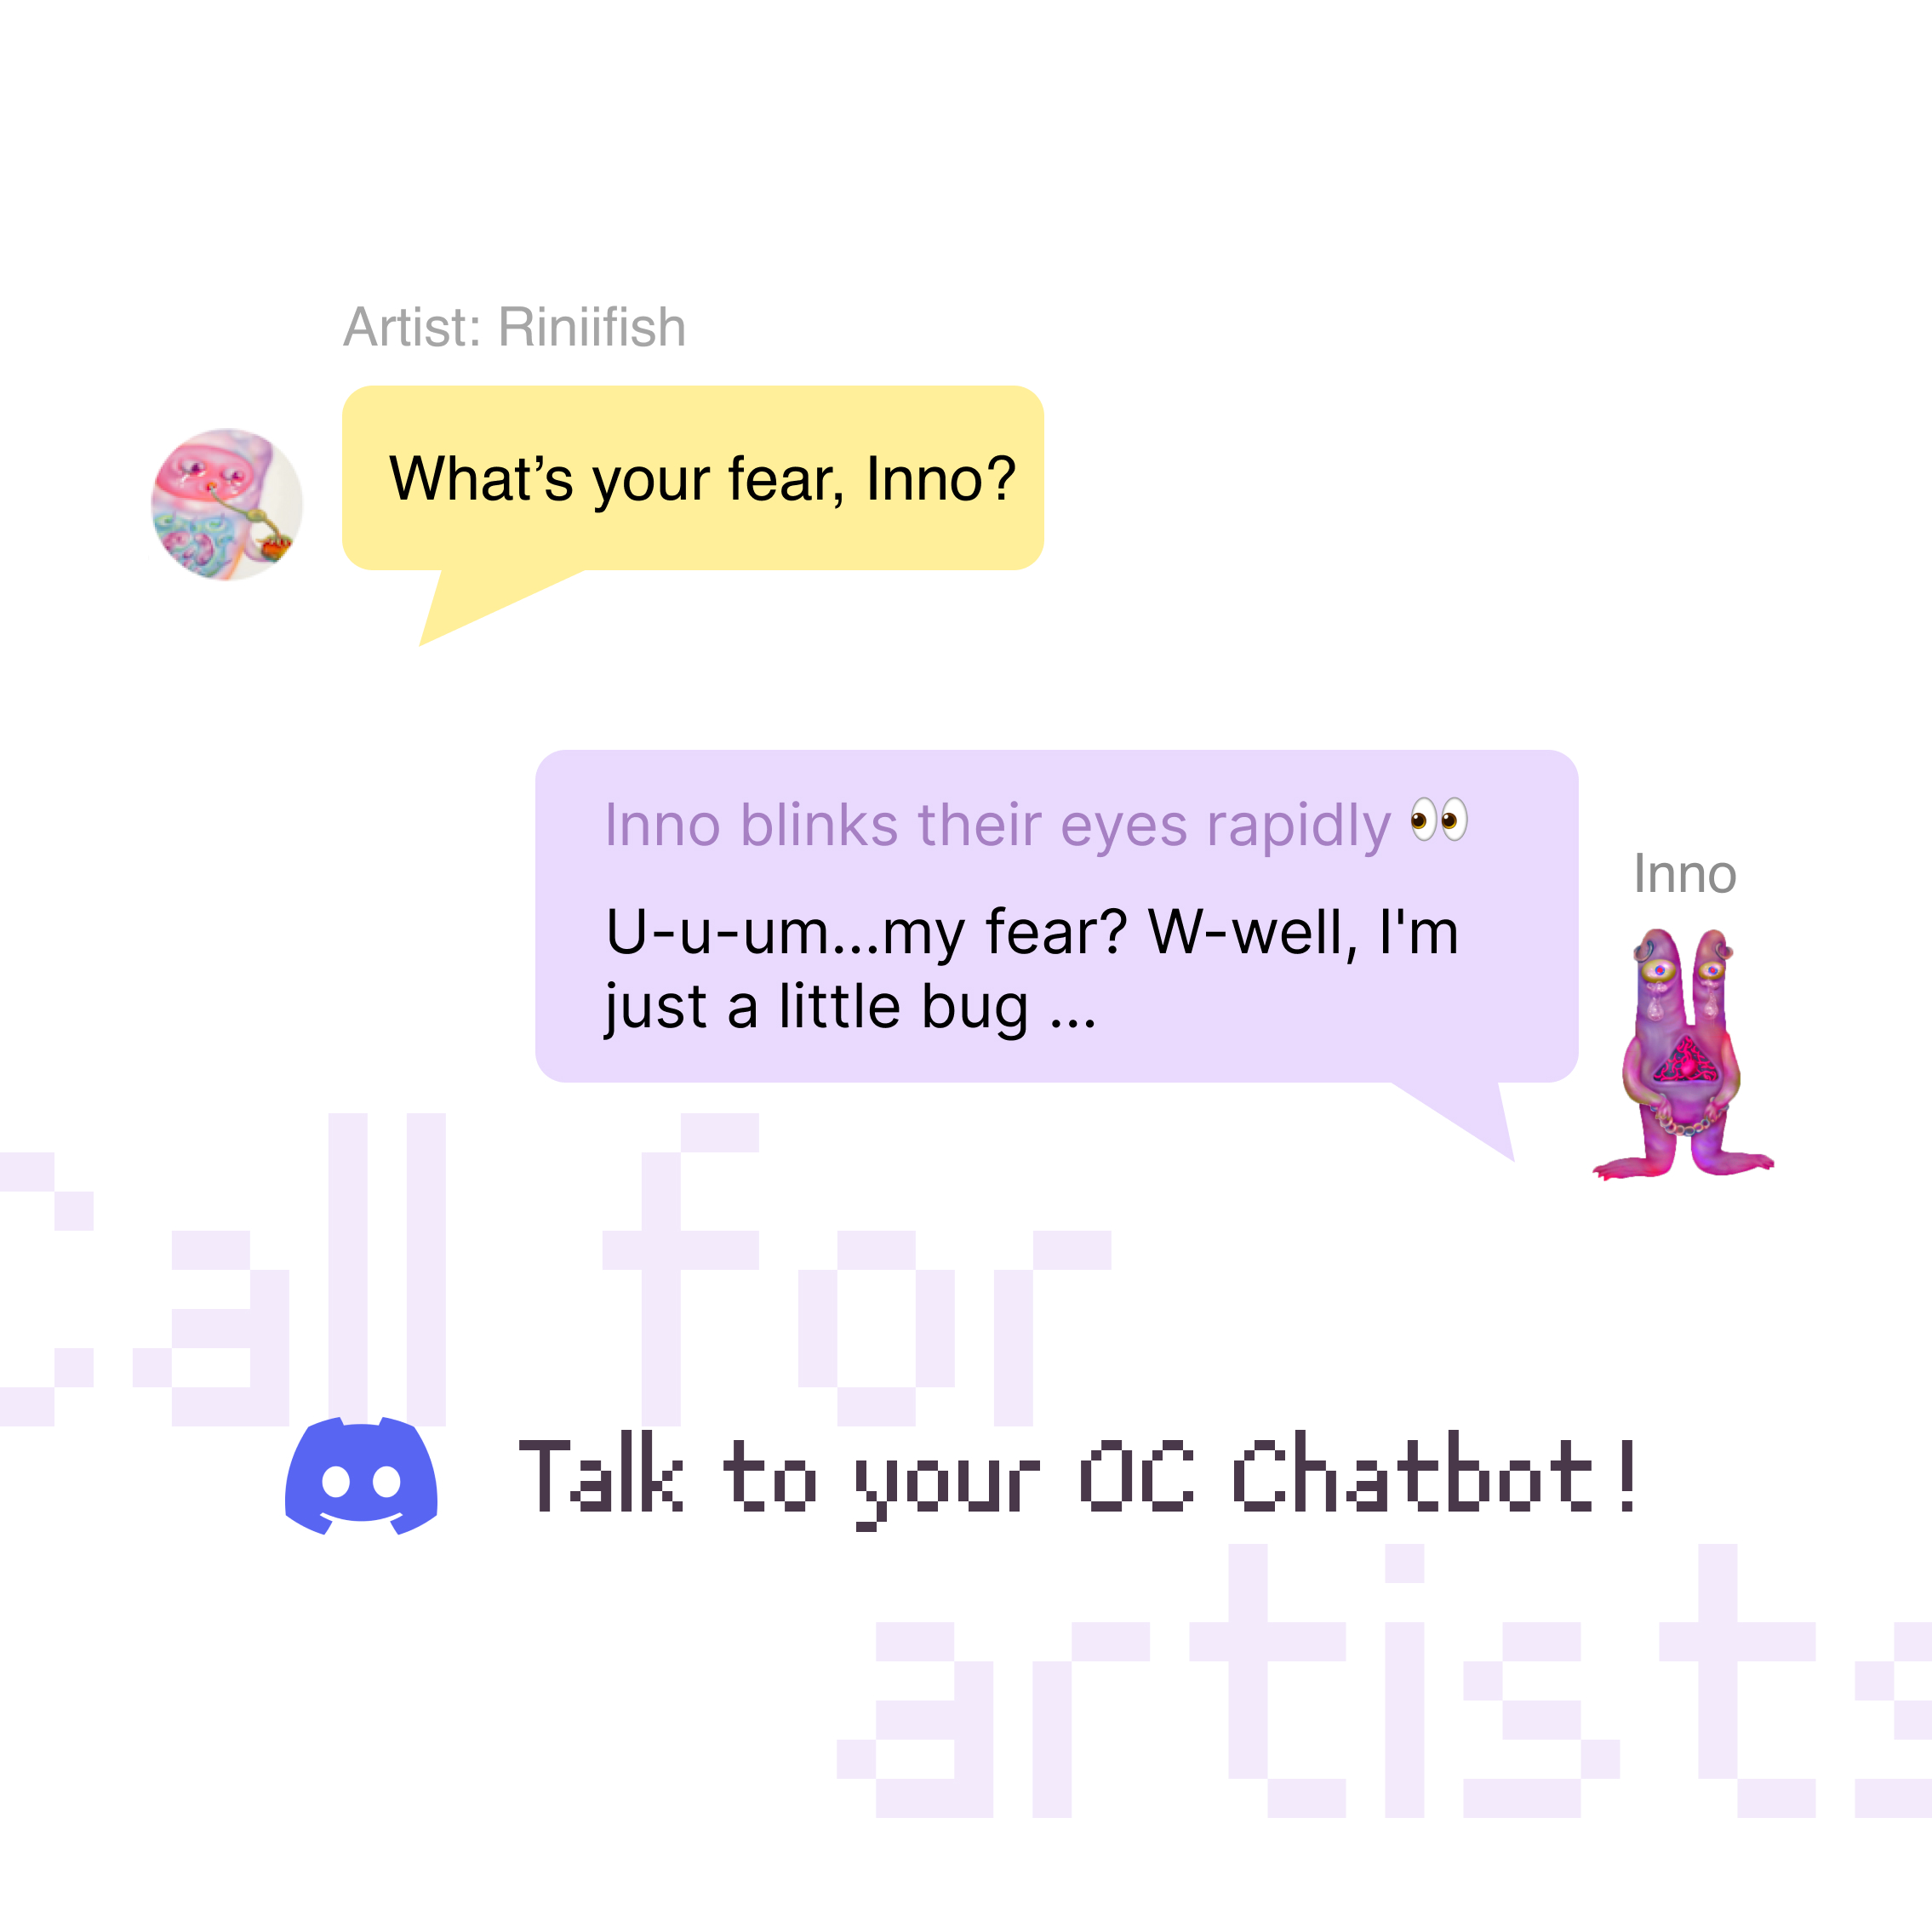 Artist: Riniifish
What’s your fear, Inno?
Inno blinks their eyes rapidly 👀
Inno
U-u-um...my fear? W-well, I'm
just a little bug ...
Call for
Talk to your OC Chatbot!
artists